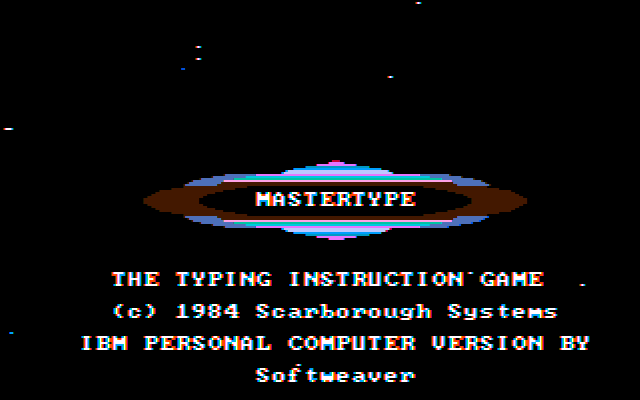 MASTERTYPE
THE TYPING INSTRUCTION GAME
(c) 1984 Scarborough Systems
IBM PERSONAL COMPUTER VERSION BY
Softweaver